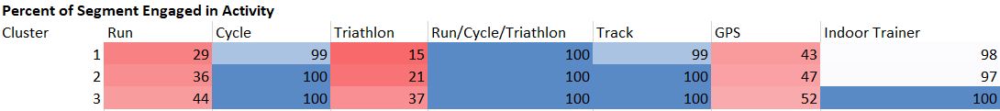 Percent of Segment Engaged in Activity
Cluster Run Cycle Triathlon Run/Cycle/Triathlon Track GPS Indoor Trainer
1 29 99 15 100 99 43 98
2 36 100 21 100 100 47 97
3 44 100 37 100 100 52 100